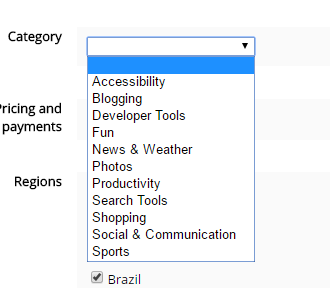 Category
Accessibility
Blogging
Developer Tools
Fun
News & Weather
Photos
Productivity
Search Tools
Shopping
Social & Communication
Sports
Pricing and
payments
Regions
Brazil